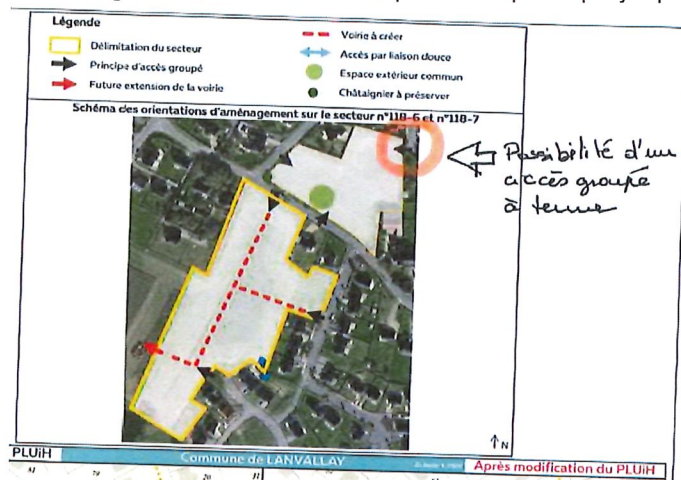 Légende
Délimitation du secteur
Principe d'accès groupé
Future extension de la voirie
Voirie à créer
Accès par liaison douce
Espace extérieur commun
Châtaignier à préserver
Schéma des orientations d'aménagement sur le secteur n°118-6 et n°118-7
Possibilité d'un
accès groupé
à terme
N
PLUiH
Commune de LANVALLAY
Après modification du PLUiH